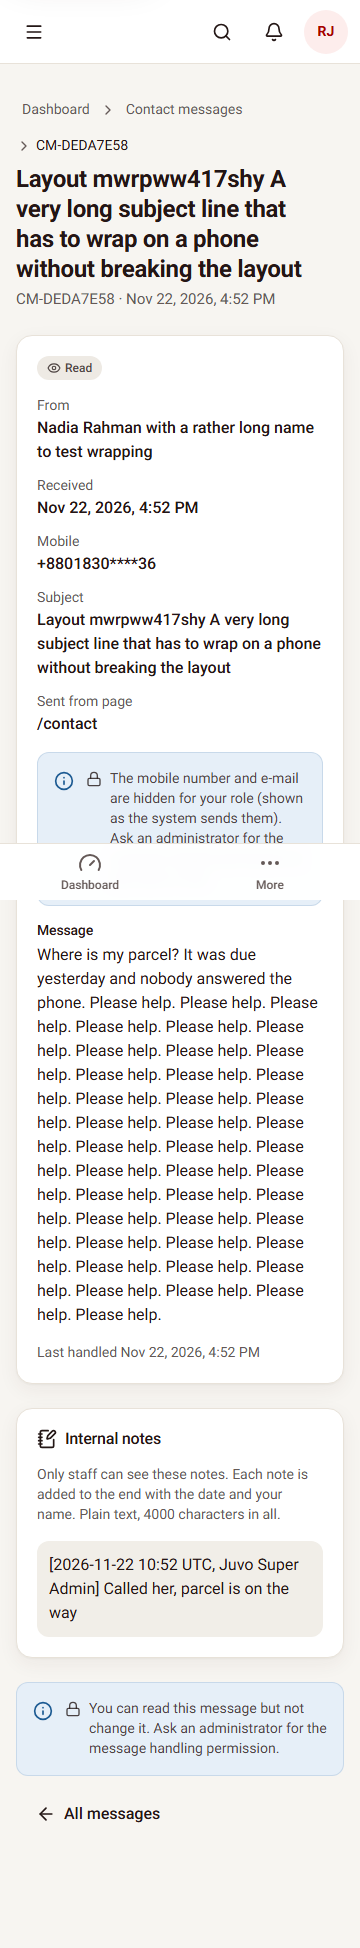 RJ
Dashboard > Contact messages
> CM-DEDA7E58
Layout mwrpww417shy A
very long subject line that
has to wrap on a phone
without breaking the layout
CM-DEDA7E58 · Nov 22, 2026, 4:52 PM
Read
From
Nadia Rahman with a rather long name
to test wrapping
Received
Nov 22, 2026, 4:52 PM
Mobile
+8801830****36
Subject
Layout mwrpww417shy A very long
subject line that has to wrap on a phone
without breaking the layout
Sent from page
/contact
The mobile number and e-mail
are hidden for your role (shown
as the system sends them).
Ask an administrator for the
Dashboard
More
Message
Where is my parcel? It was due
yesterday and nobody answered the
phone. Please help. Please help. Please
help. Please help. Please help. Please
help. Please help. Please help. Please
help. Please help. Please help. Please
help. Please help. Please help. Please
help. Please help. Please help. Please
help. Please help. Please help. Please
help. Please help. Please help. Please
help. Please help. Please help. Please
help. Please help. Please help. Please
help. Please help. Please help. Please
help. Please help. Please help. Please
help. Please help. Please help. Please
help. Please help.
Last handled Nov 22, 2026, 4:52 PM
Internal notes
Only staff can see these notes. Each note is
added to the end with the date and your
name. Plain text, 4000 characters in all.
[2026-11-22 10:52 UTC, Juvo Super
Admin] Called her, parcel is on the
way
You can read this message but not
change it. Ask an administrator for the
message handling permission.
All messages